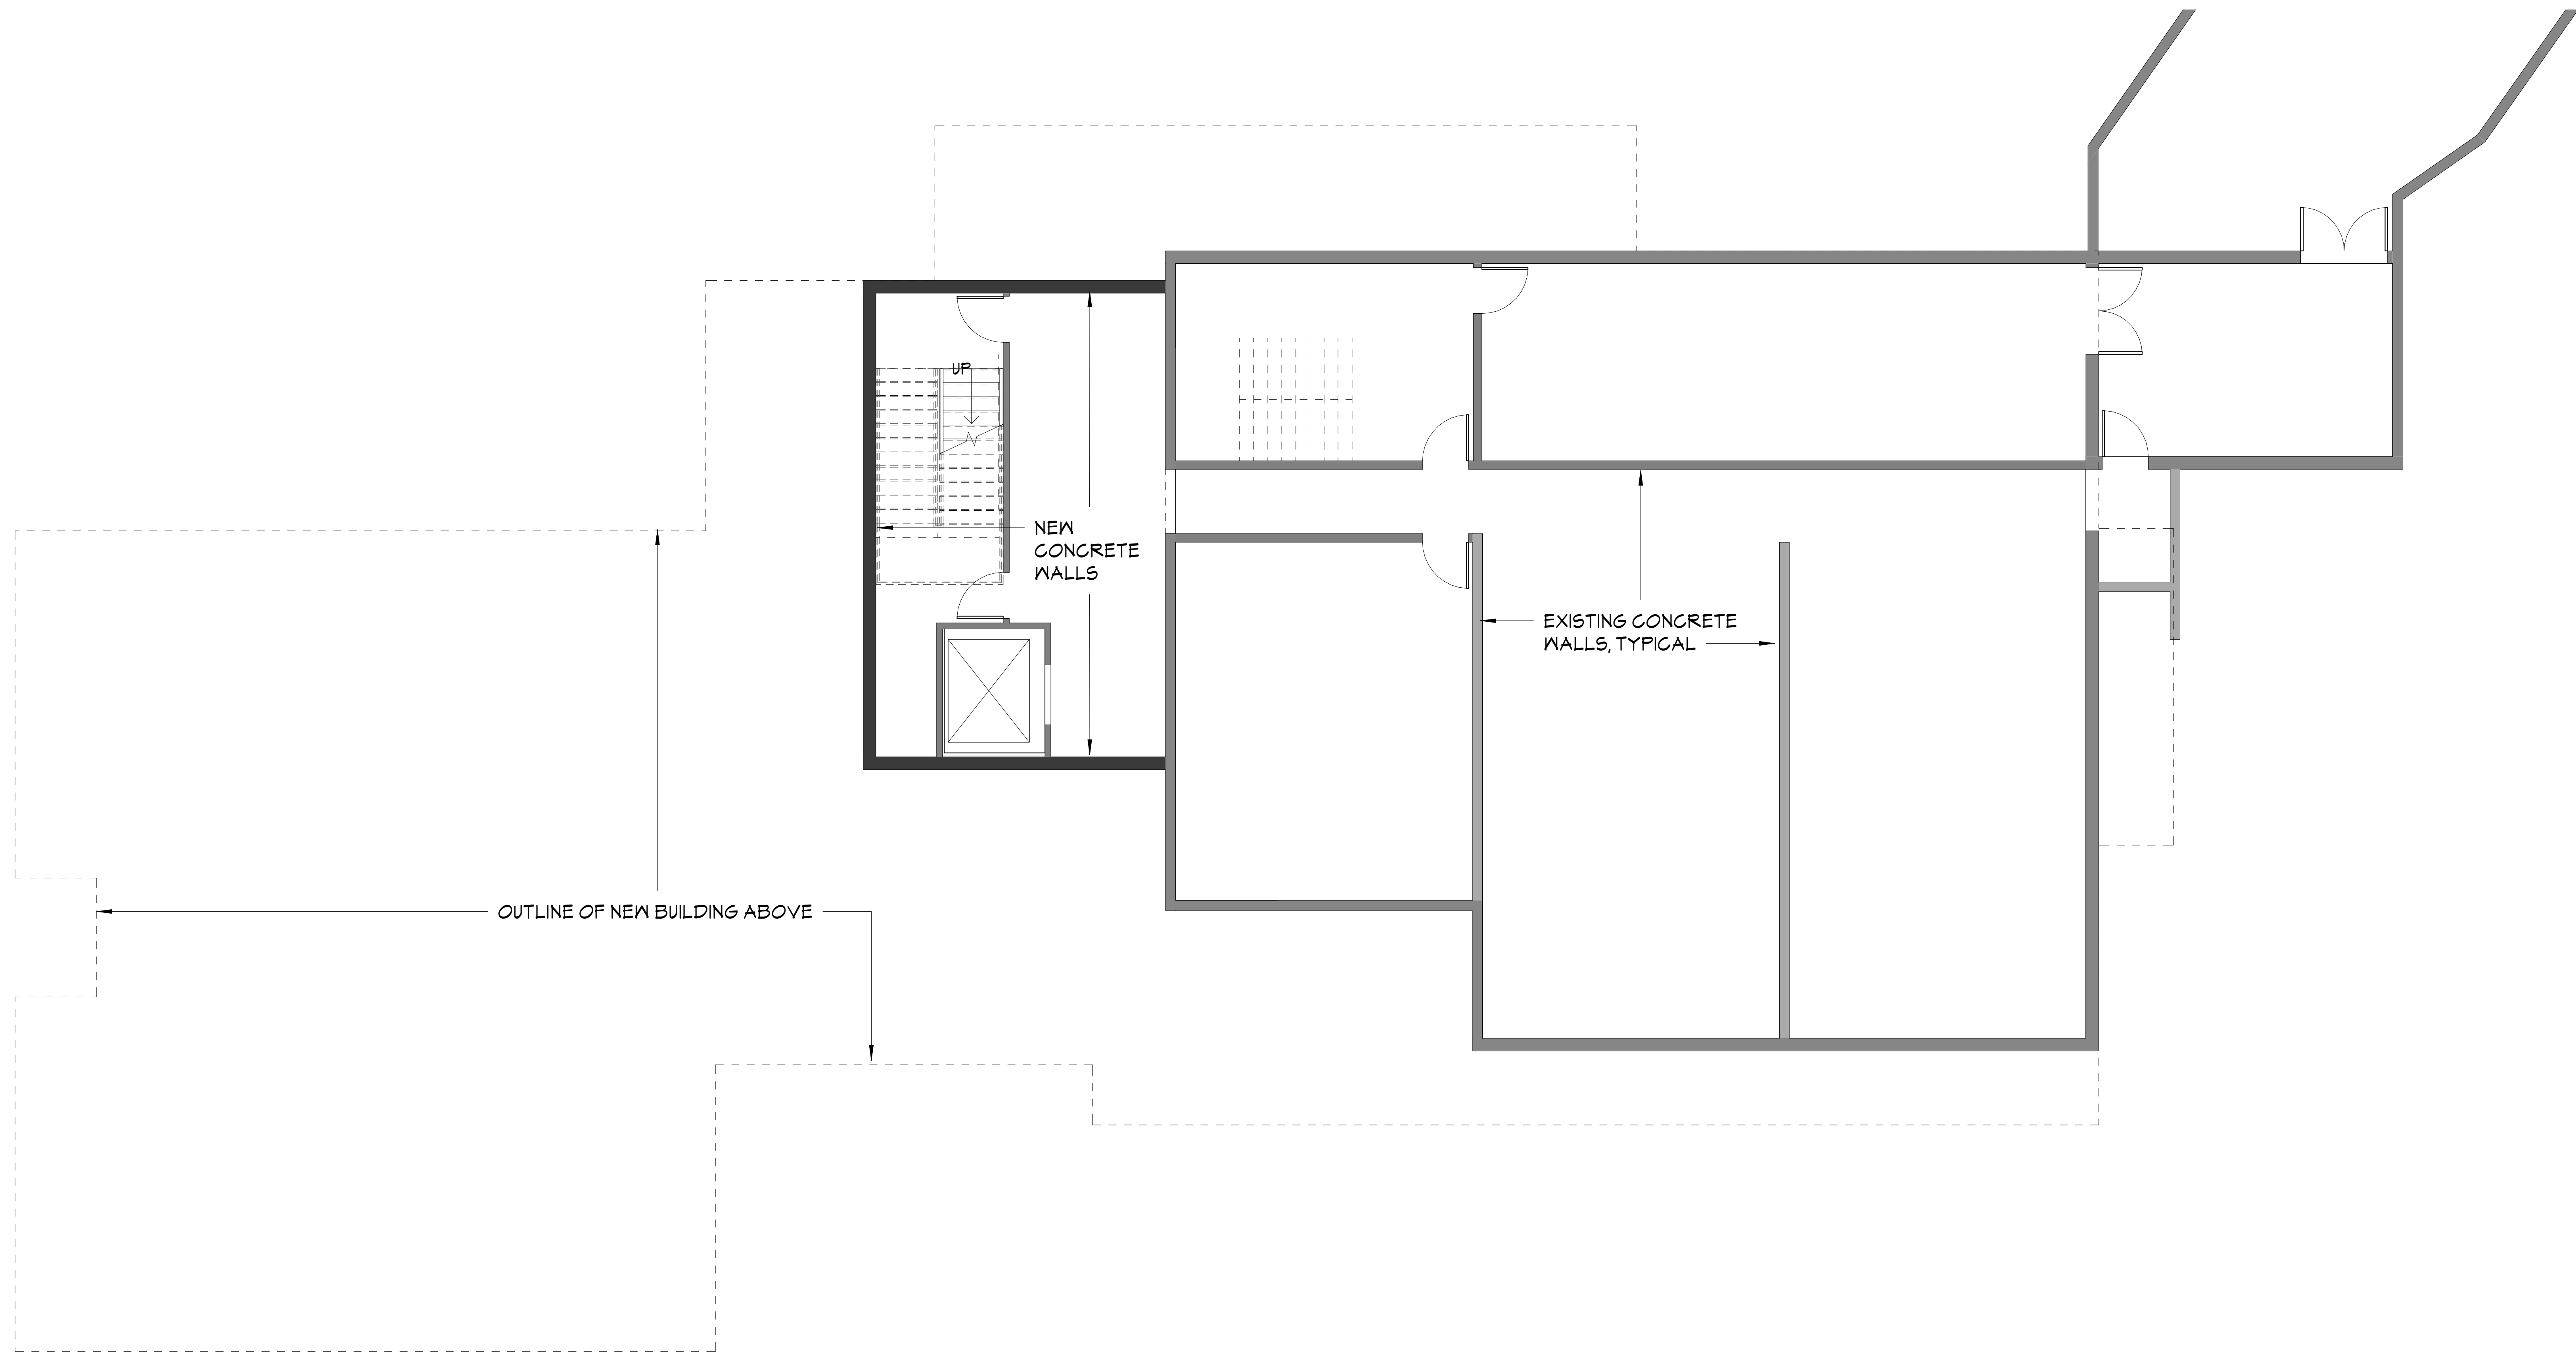 UP
NEW
CONCRETE
WALLS
EXISTING CONCRETE
WALLS, TYPICAL
OUTLINE OF NEW BUILDING ABOVE